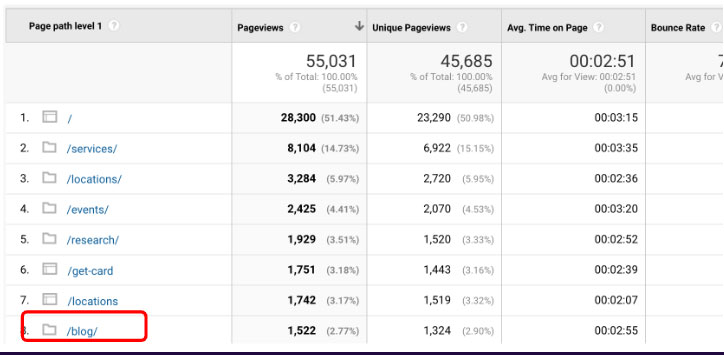 Page path level 1 ? Pageviews ? Unique Pageviews ? Avg. Time on Page ? Bounce Rate ?
55,031 45,685 00:02:51 7
% of Total: 100.00% % of Total: 100.00% Avg for View: 00:02:51 Avg for V
(55,031) (45,685) (0.00%)
1. / 28,300 (51.43%) 23,290 (50.98%) 00:03:15
2. /services/ 8,104 (14.73%) 6,922 (15.15%) 00:03:35
3. /locations/ 3,284 (5.97%) 2,720 (5.95%) 00:02:36
4. /events/ 2,425 (4.41%) 2,070 (4.53%) 00:03:20
5. /research/ 1,929 (3.51%) 1,520 (3.33%) 00:02:52
6. /get-card 1,751 (3.18%) 1,443 (3.16%) 00:02:39
7. /locations 1,742 (3.17%) 1,519 (3.32%) 00:02:07
8. /blog/ 1,522 (2.77%) 1,324 (2.90%) 00:02:55